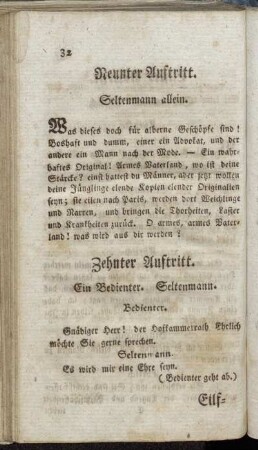 32
Neunter Auftritt.
Seltenmann allein.
Was dieses doch für alberne Geschöpfe sind!
Boshaft und dumm, einer ein Advokat, und der
andere ein Mann nach der Mode. — Ein wahr-
haftes Original! Armes Vaterland, wo ist deine
Stärcke? einst hattest du Männer, aber jetzt wollen
deine Jünglinge elende Kopien elender Originalien
seyn; sie eilen nach Paris, werden dort Weichlinge
und Narren, und bringen die Thorheiten, Laster
und Krankheiten zurück. O armes, armes Vater-
land! was wird aus dir werden?
Zehnter Auftritt.
Ein Bedienter. Seltenmann.
Bedienter.
Gnädiger Herr! der Hofkammerrath Ehrlich
möchte Sie gerne sprechen.
Seltenmann.
Es wird mir eine Ehre seyn.
(Bedienter geht ab.)
Eilf-